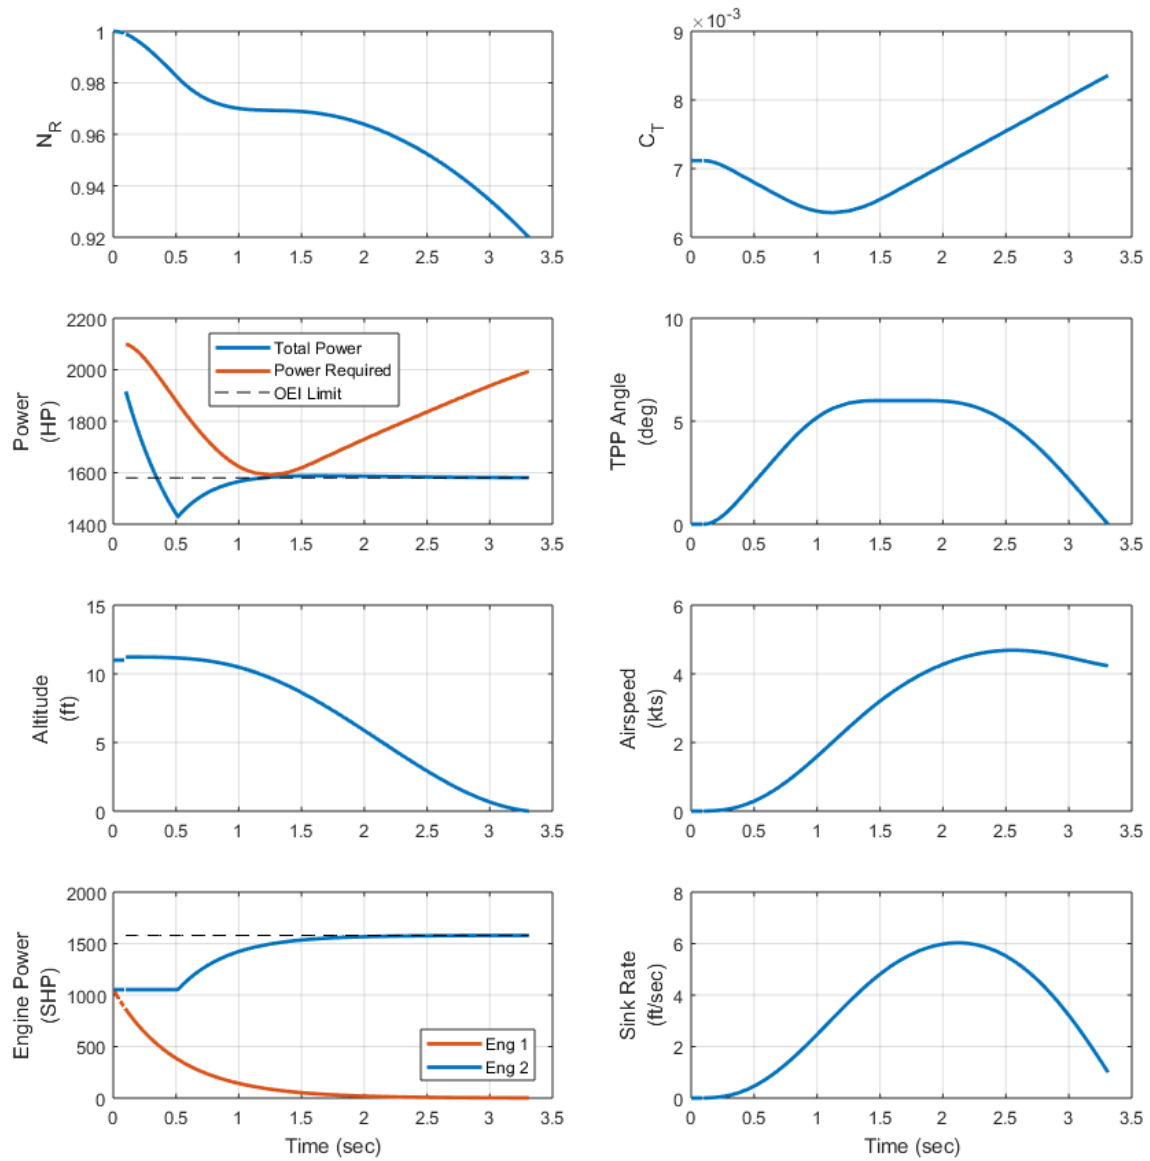 ×10⁻³
1
0.98
0.96
0.94
0.92
N_R
0 0.5 1 1.5 2 2.5 3 3.5
9
8
7
6
C_T
0 0.5 1 1.5 2 2.5 3 3.5
2200
2000
1800
1600
1400
Power
(HP)
Total Power
Power Required
OEI Limit
0 0.5 1 1.5 2 2.5 3 3.5
10
5
0
TPP Angle
(deg)
0 0.5 1 1.5 2 2.5 3 3.5
15
10
5
0
Altitude
(ft)
0 0.5 1 1.5 2 2.5 3 3.5
6
4
2
0
Airspeed
(kts)
0 0.5 1 1.5 2 2.5 3 3.5
2000
1500
1000
500
0
Engine Power
(SHP)
Eng 1
Eng 2
0 0.5 1 1.5 2 2.5 3 3.5
Time (sec)
8
6
4
2
0
Sink Rate
(ft/sec)
0 0.5 1 1.5 2 2.5 3 3.5
Time (sec)